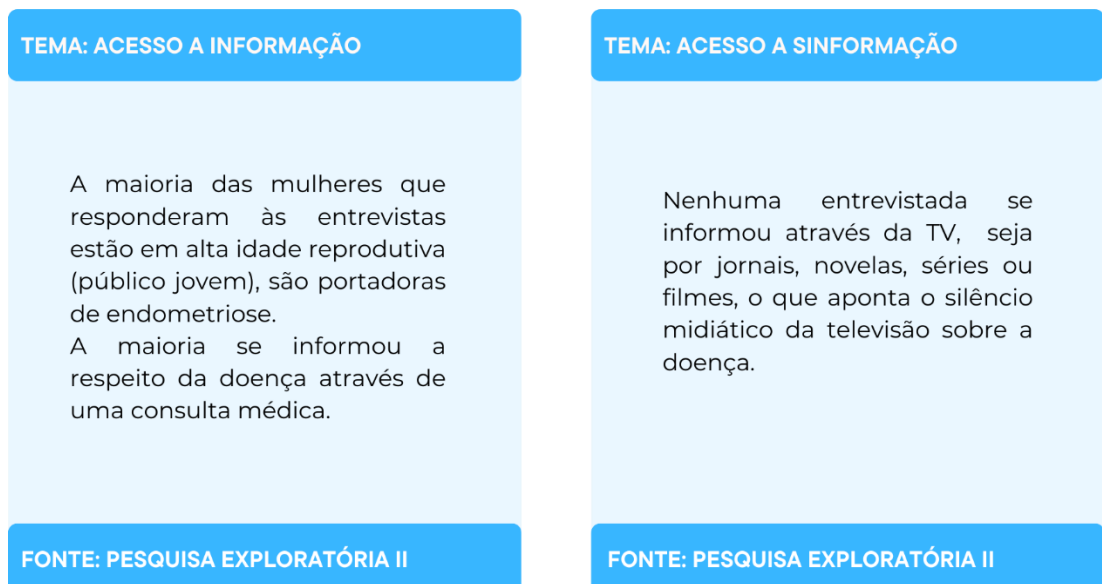 TEMA: ACESSO A INFORMAÇÃO
A maioria das mulheres que
responderam às entrevistas
estão em alta idade reprodutiva
(público jovem), são portadoras
de endometriose.
A maioria se informou a
respeito da doença através de
uma consulta médica.
FONTE: PESQUISA EXPLORATÓRIA II
TEMA: ACESSO A SINFORMAÇÃO
Nenhuma entrevistada se
informou através da TV, seja
por jornais, novelas, séries ou
filmes, o que aponta o silêncio
midiático da televisão sobre a
doença.
FONTE: PESQUISA EXPLORATÓRIA II